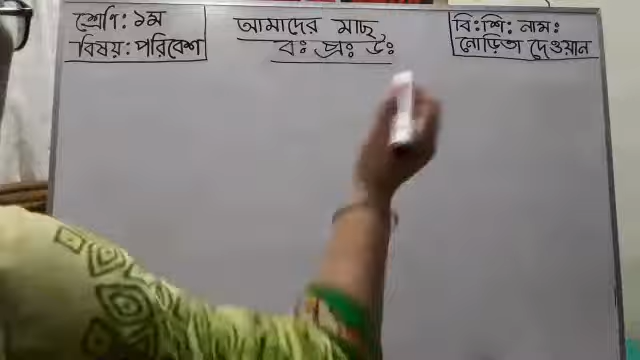 শ্রেণি: ১ম
বিষয়: পরিবেশ
আমাদের মাছ
বঃ প্রঃ উঃ
বি: শি: নাম:
নোড়িতা দেওয়ান